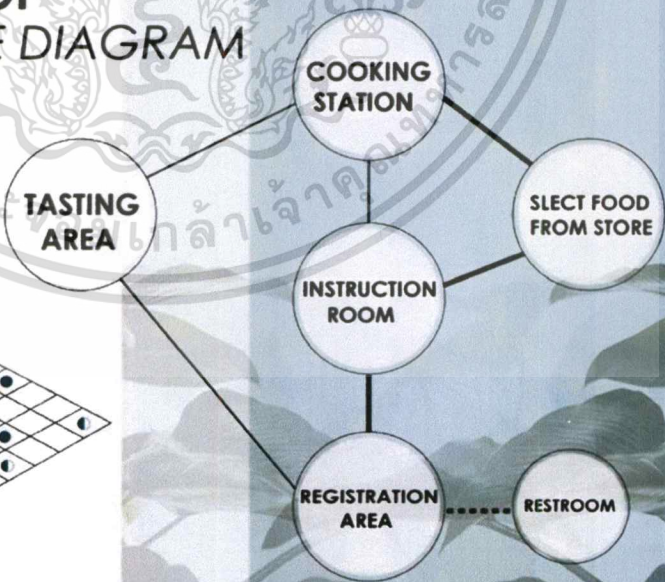 DIAGRAM
COOKING
STATION
TASTING
AREA
SLECT FOOD
FROM STORE
INSTRUCTION
ROOM
REGISTRATION
AREA
RESTROOM